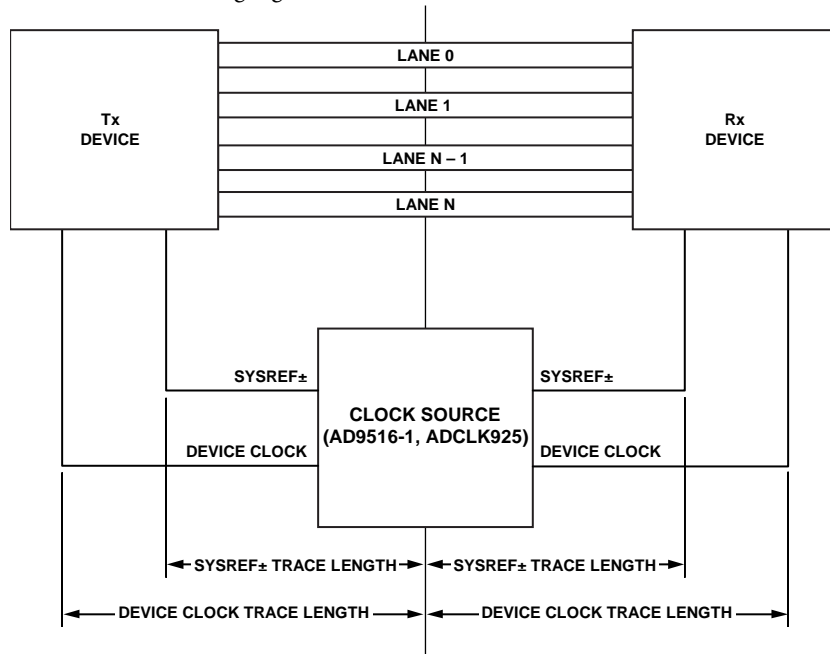 LANE 0
LANE 1
LANE N – 1
LANE N
Tx
DEVICE
Rx
DEVICE
SYSREF±
SYSREF±
CLOCK SOURCE
(AD9516-1, ADCLK925)
DEVICE CLOCK
DEVICE CLOCK
SYSREF± TRACE LENGTH
SYSREF± TRACE LENGTH
DEVICE CLOCK TRACE LENGTH
DEVICE CLOCK TRACE LENGTH